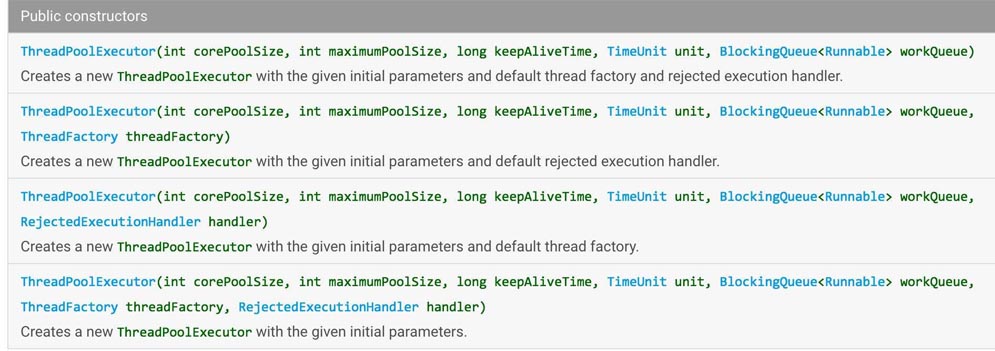 Public constructors
ThreadPoolExecutor(int corePoolSize, int maximumPoolSize, long keepAliveTime, TimeUnit unit, BlockingQueue<Runnable> workQueue)
Creates a new ThreadPoolExecutor with the given initial parameters and default thread factory and rejected execution handler.
ThreadPoolExecutor(int corePoolSize, int maximumPoolSize, long keepAliveTime, TimeUnit unit, BlockingQueue<Runnable> workQueue,
ThreadFactory threadFactory)
Creates a new ThreadPoolExecutor with the given initial parameters and default rejected execution handler.
ThreadPoolExecutor(int corePoolSize, int maximumPoolSize, long keepAliveTime, TimeUnit unit, BlockingQueue<Runnable> workQueue,
RejectedExecutionHandler handler)
Creates a new ThreadPoolExecutor with the given initial parameters and default thread factory.
ThreadPoolExecutor(int corePoolSize, int maximumPoolSize, long keepAliveTime, TimeUnit unit, BlockingQueue<Runnable> workQueue,
ThreadFactory threadFactory, RejectedExecutionHandler handler)
Creates a new ThreadPoolExecutor with the given initial parameters.